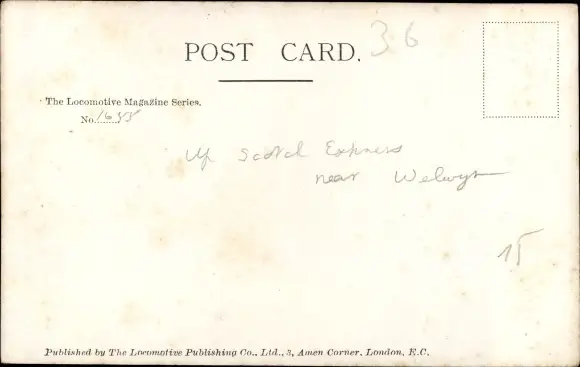 36
POST CARD.
The Locomotive Magazine Series.
No. 1688
Up Scotch Express
near Welwyn
15
Published by The Locomotive Publishing Co., Ltd., 3, Amen Corner, London, E.C.